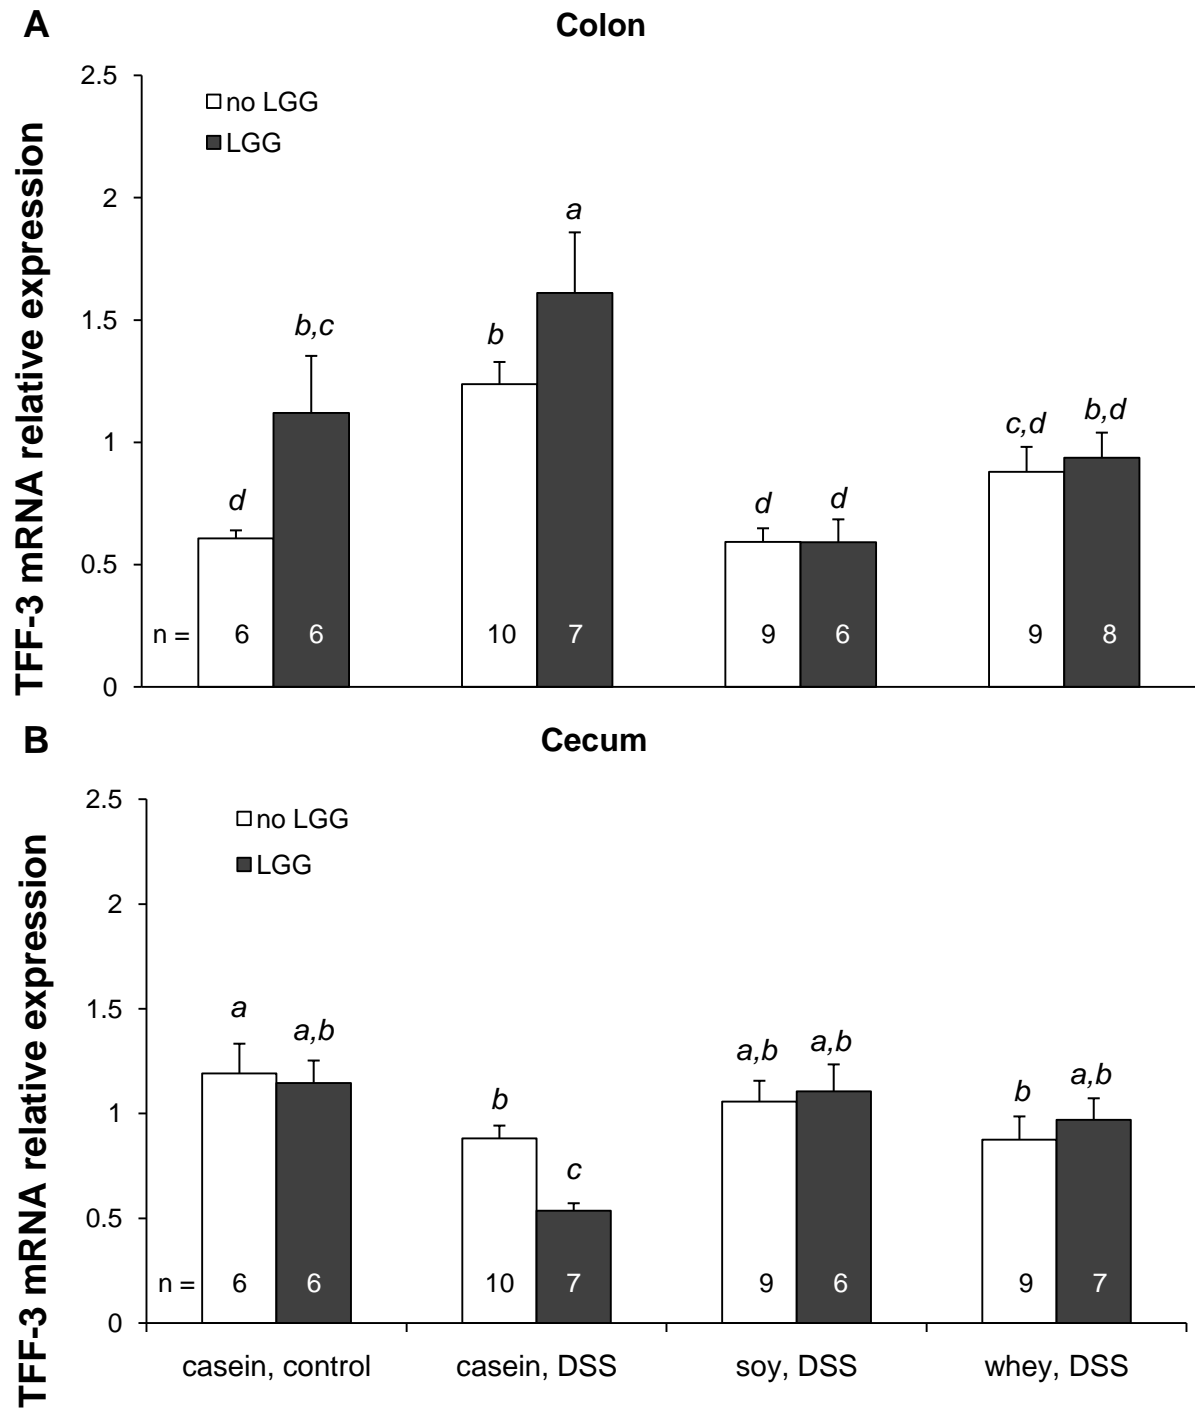 A
Colon
TFF-3 mRNA relative expression
2.5
2
1.5
1
0.5
0
no LGG
LGG
d
b,c
b
a
d
d
c,d
b,d
n =
6
6
10
7
9
6
9
8
B
Cecum
TFF-3 mRNA relative expression
2.5
2
1.5
1
0.5
0
no LGG
LGG
a
a,b
b
c
a,b
a,b
b
a,b
n =
6
6
10
7
9
6
9
7
casein, control
casein, DSS
soy, DSS
whey, DSS